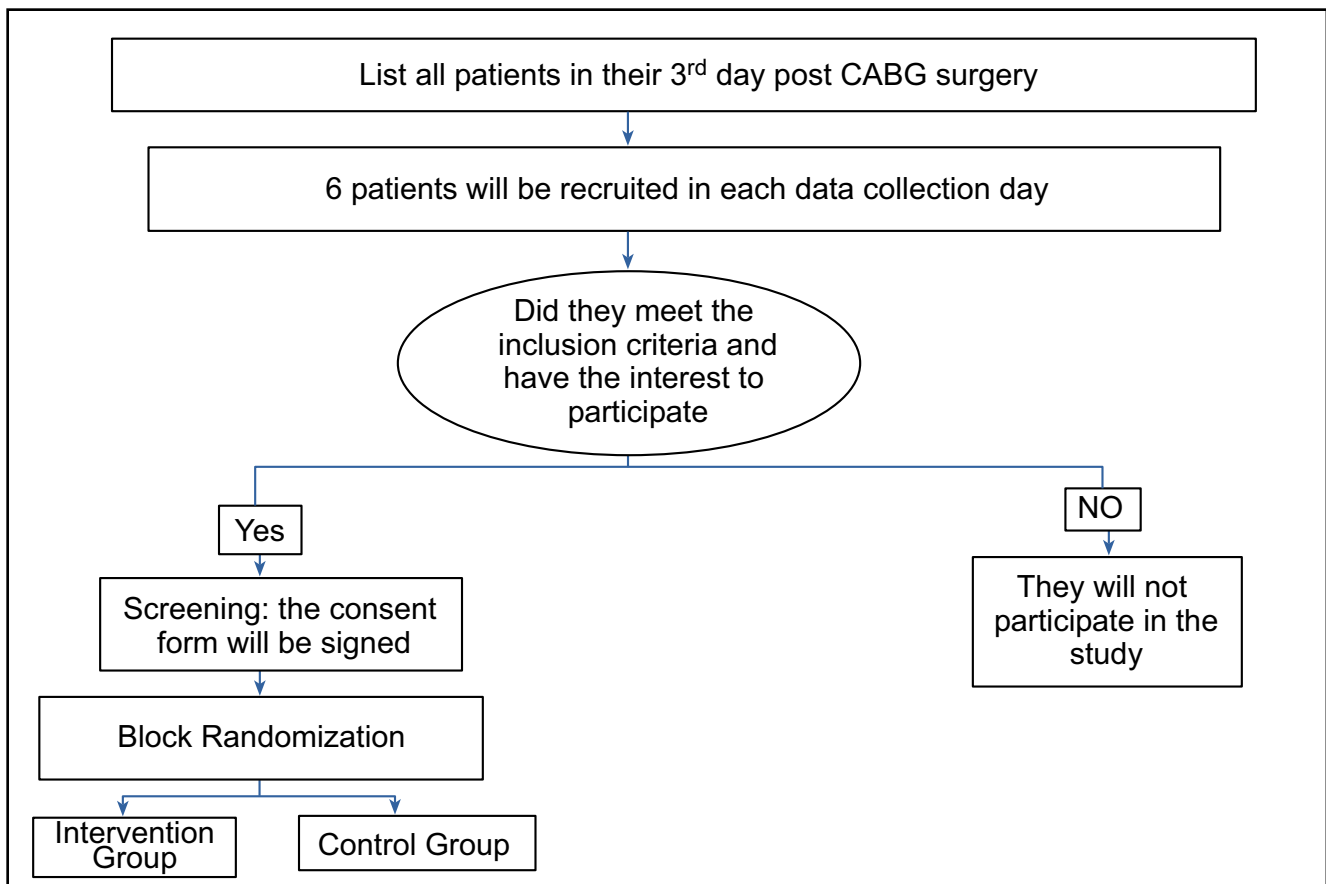 List all patients in their 3rd day post CABG surgery
6 patients will be recruited in each data collection day
Did they meet the
inclusion criteria and
have the interest to
participate
Yes
NO
Screening: the consent
form will be signed
They will not
participate in the
study
Block Randomization
Intervention
Group
Control Group